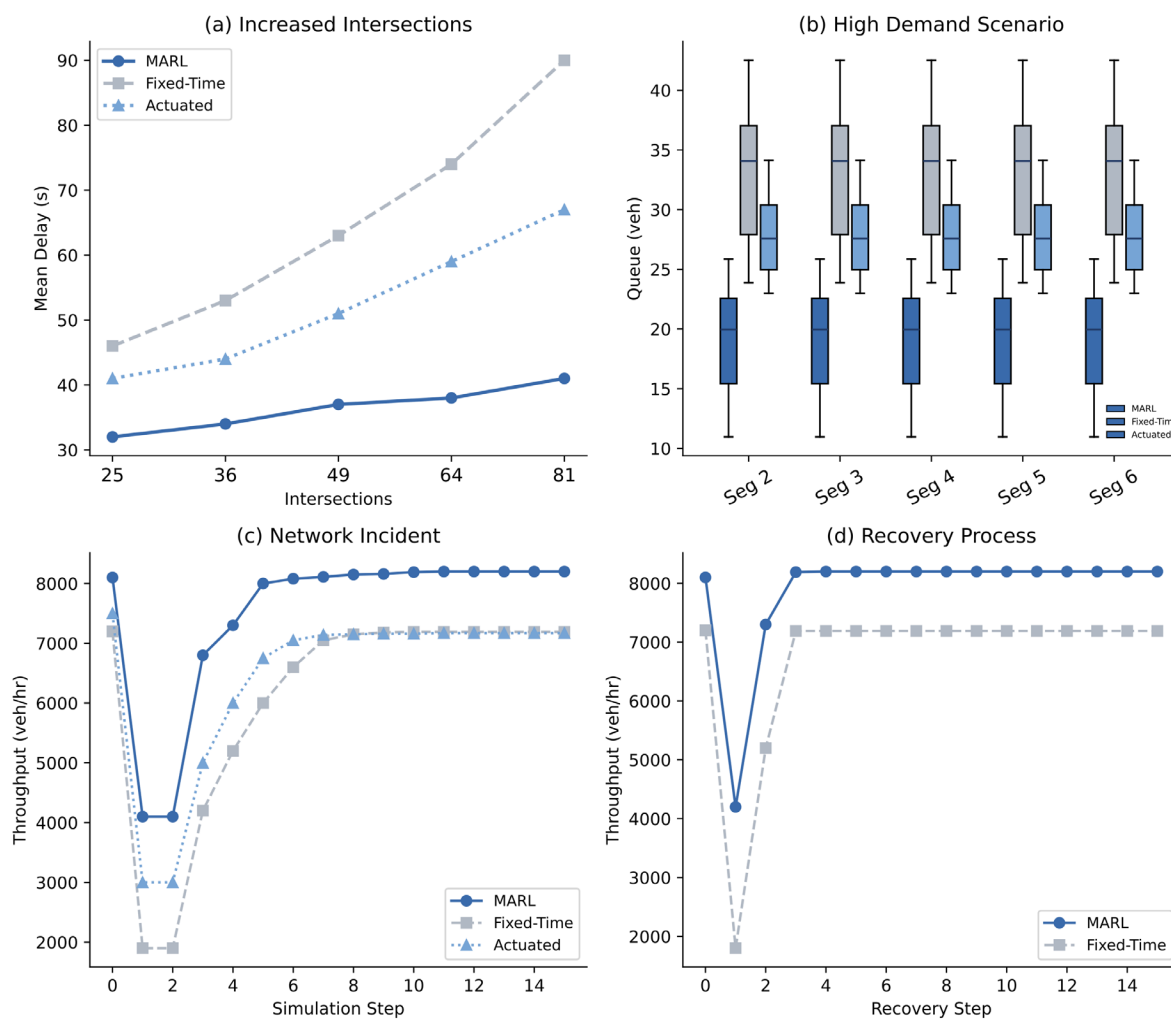 (a) Increased Intersections
MARL
Fixed-Time
Actuated
Mean Delay (s)
90
80
70
60
50
40
30
25 36 49 64 81
Intersections
(b) High Demand Scenario
Queue (veh)
40
35
30
25
20
15
10
MARL
Fixed-Time
Actuated
Seg 2 Seg 3 Seg 4 Seg 5 Seg 6
(c) Network Incident
Throughput (veh/hr)
8000
7000
6000
5000
4000
3000
2000
MARL
Fixed-Time
Actuated
0 2 4 6 8 10 12 14
Simulation Step
(d) Recovery Process
Throughput (veh/hr)
8000
7000
6000
5000
4000
3000
2000
MARL
Fixed-Time
0 2 4 6 8 10 12 14
Recovery Step